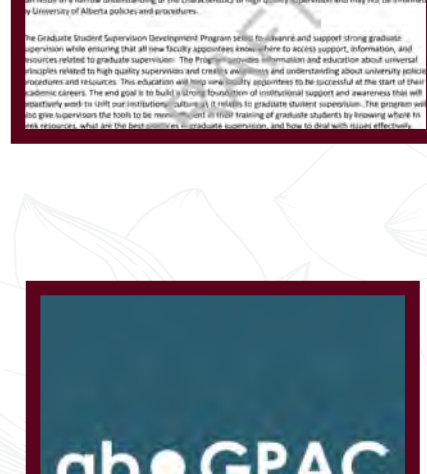 by University of Alberta policies and procedures.
The Graduate Student Supervision Development Program seeks to advance and support strong graduate
supervision while ensuring that all new faculty appointees know where to access support, information, and
resources related to graduate supervision. The Program provides information and education about universal
principles related to high quality supervision and creates awareness and understanding about university policies
procedures and resources. This education will help new faculty appointees to be successful at the start of their
academic careers. The end goal is to build a strong foundation of institutional support and awareness that will
proactively work to shift our institutional culture as it relates to graduate student supervision. The program will
also give supervisors the tools to be more efficient in their training of graduate students by knowing where to
seek resources, what are the best practices in graduate supervision, and how to deal with issues effectively.
ab GPAC